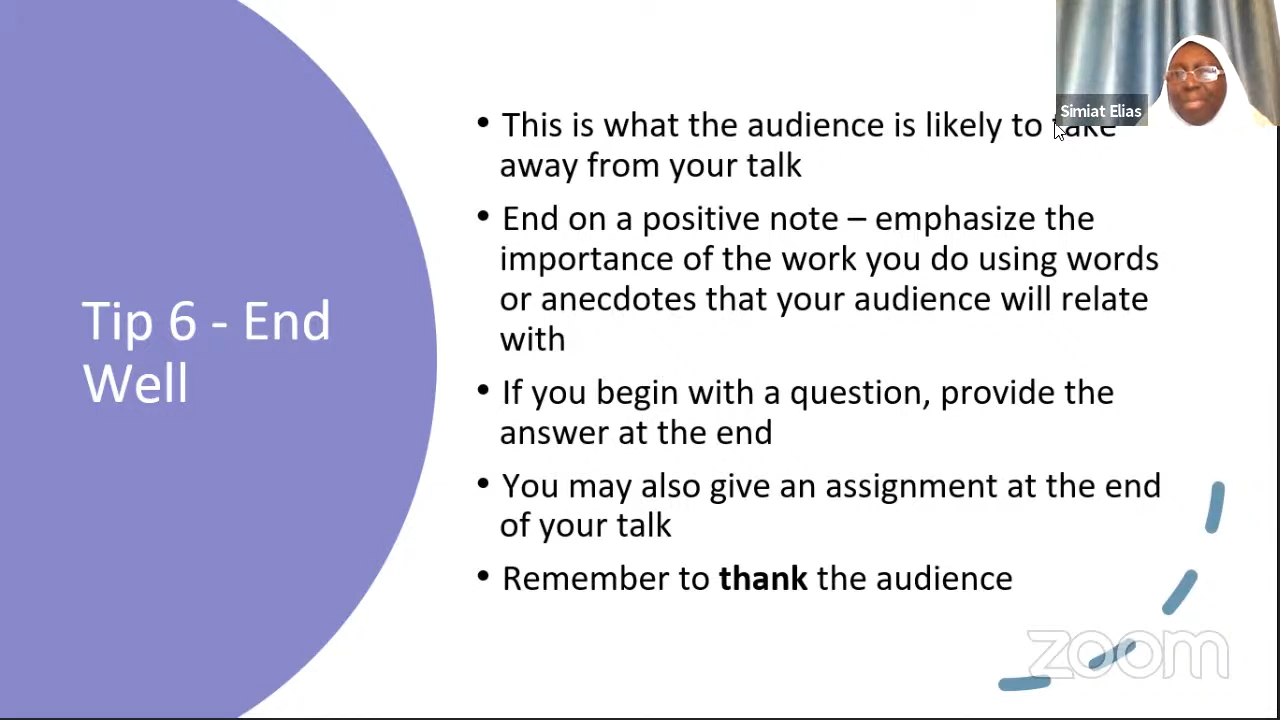 Simiat Elias
Tip 6 - End
Well
• This is what the audience is likely to take
away from your talk
• End on a positive note – emphasize the
importance of the work you do using words
or anecdotes that your audience will relate
with
• If you begin with a question, provide the
answer at the end
• You may also give an assignment at the end
of your talk
• Remember to thank the audience
zoom